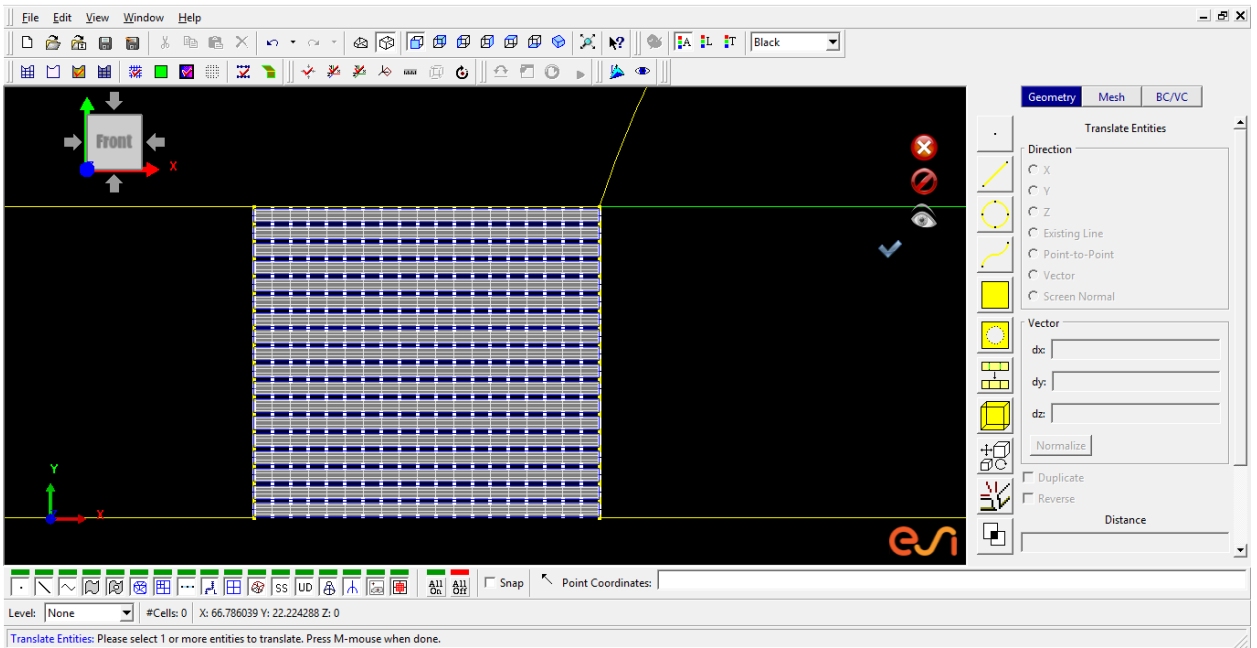 File Edit View Window Help
A L T Black
Geometry Mesh BC/VC
Front
X
Translate Entities
Direction
X
Y
Z
Existing Line
Point-to-Point
Vector
Screen Normal
Vector
dx:
dy:
dz:
Normalize
Duplicate
Reverse
Distance
Y
X
esi
SS UD All On All Off Snap Point Coordinates:
Level: None #Cells: 0 X: 66.786039 Y: 22.224288 Z: 0
Translate Entities: Please select 1 or more entities to translate. Press M-mouse when done.